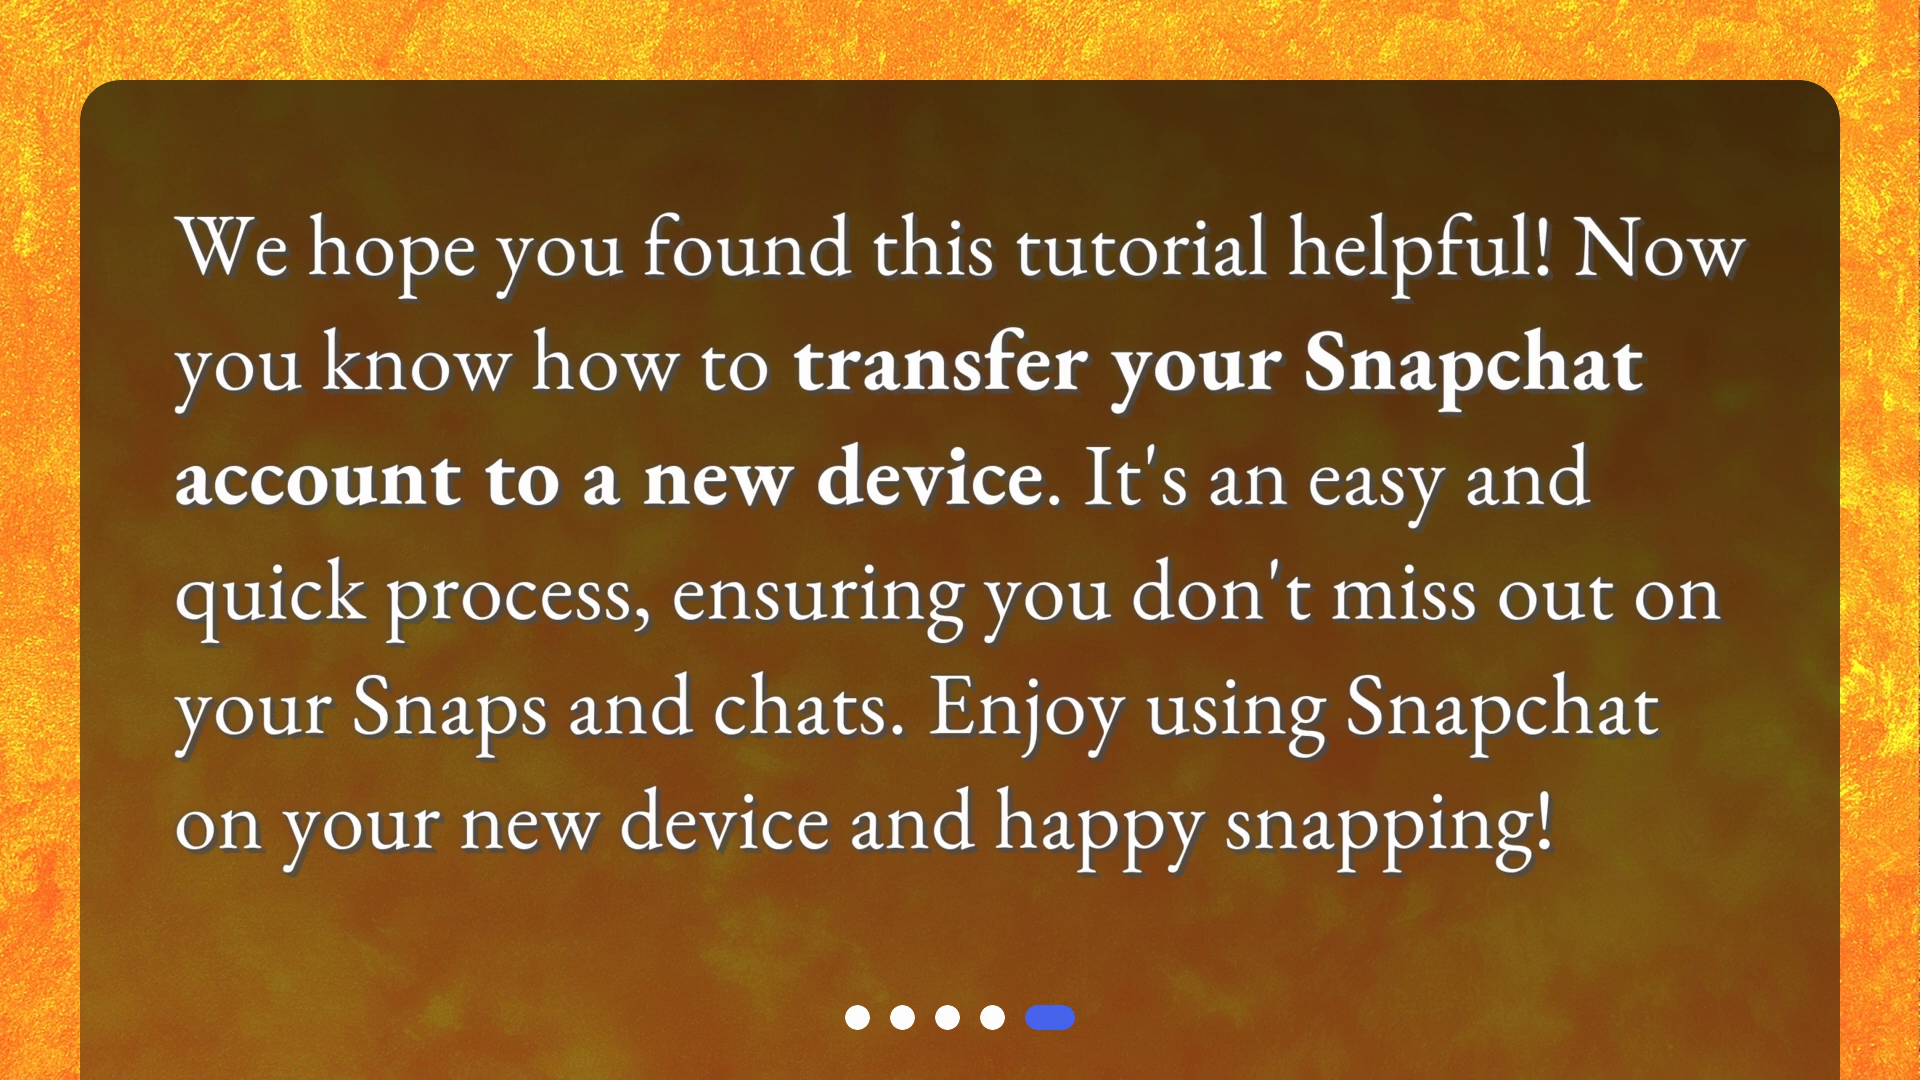 We hope you found this tutorial helpful! Now
you know how to transfer your Snapchat
account to a new device. It's an easy and
quick process, ensuring you don't miss out on
your Snaps and chats. Enjoy using Snapchat
on your new device and happy snapping!